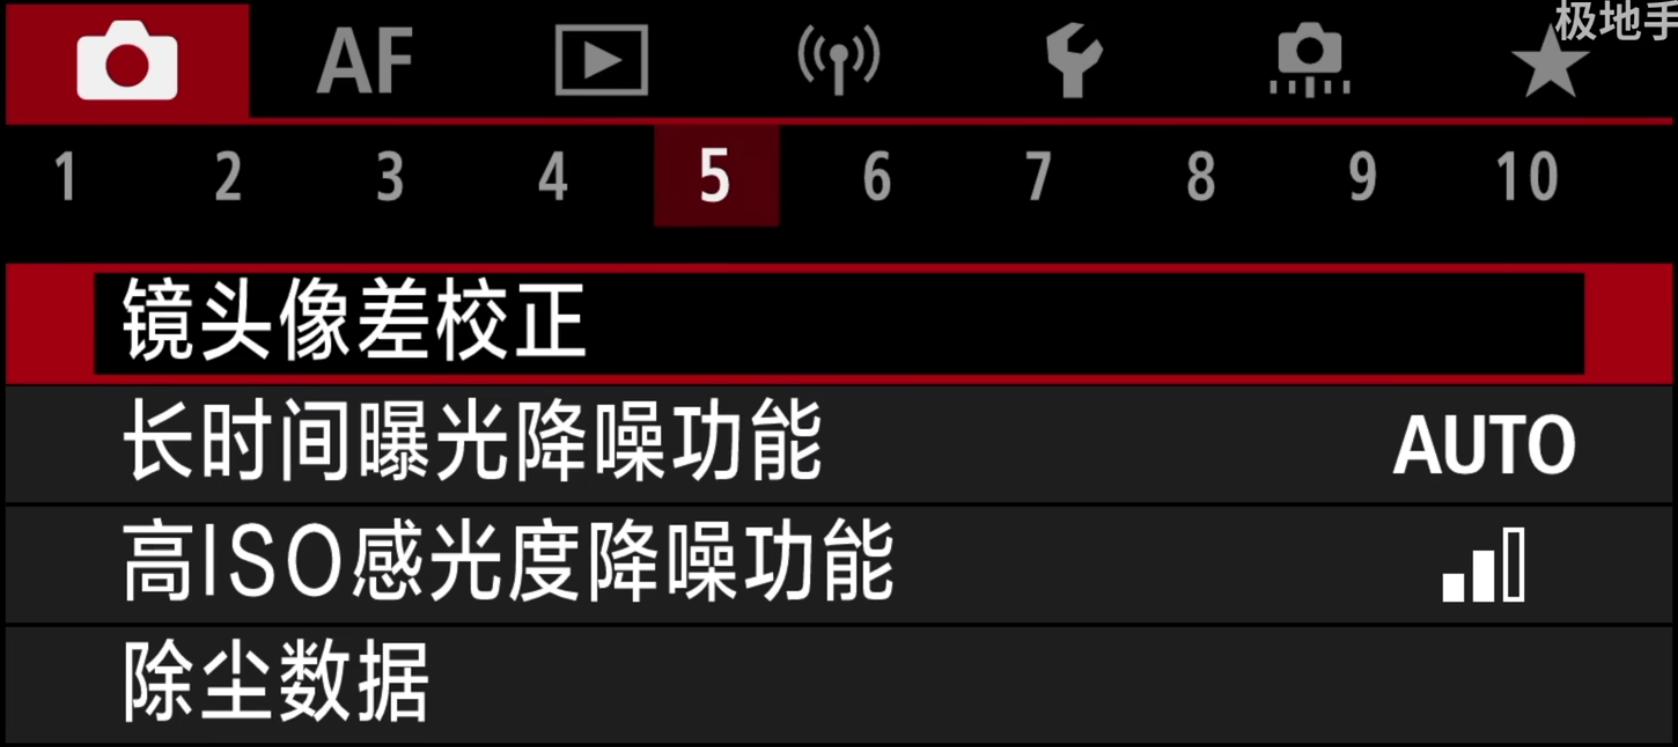 极地手
AF
1 2 3 4 5 6 7 8 9 10
镜头像差校正
长时间曝光降噪功能 AUTO
高ISO感光度降噪功能
除尘数据